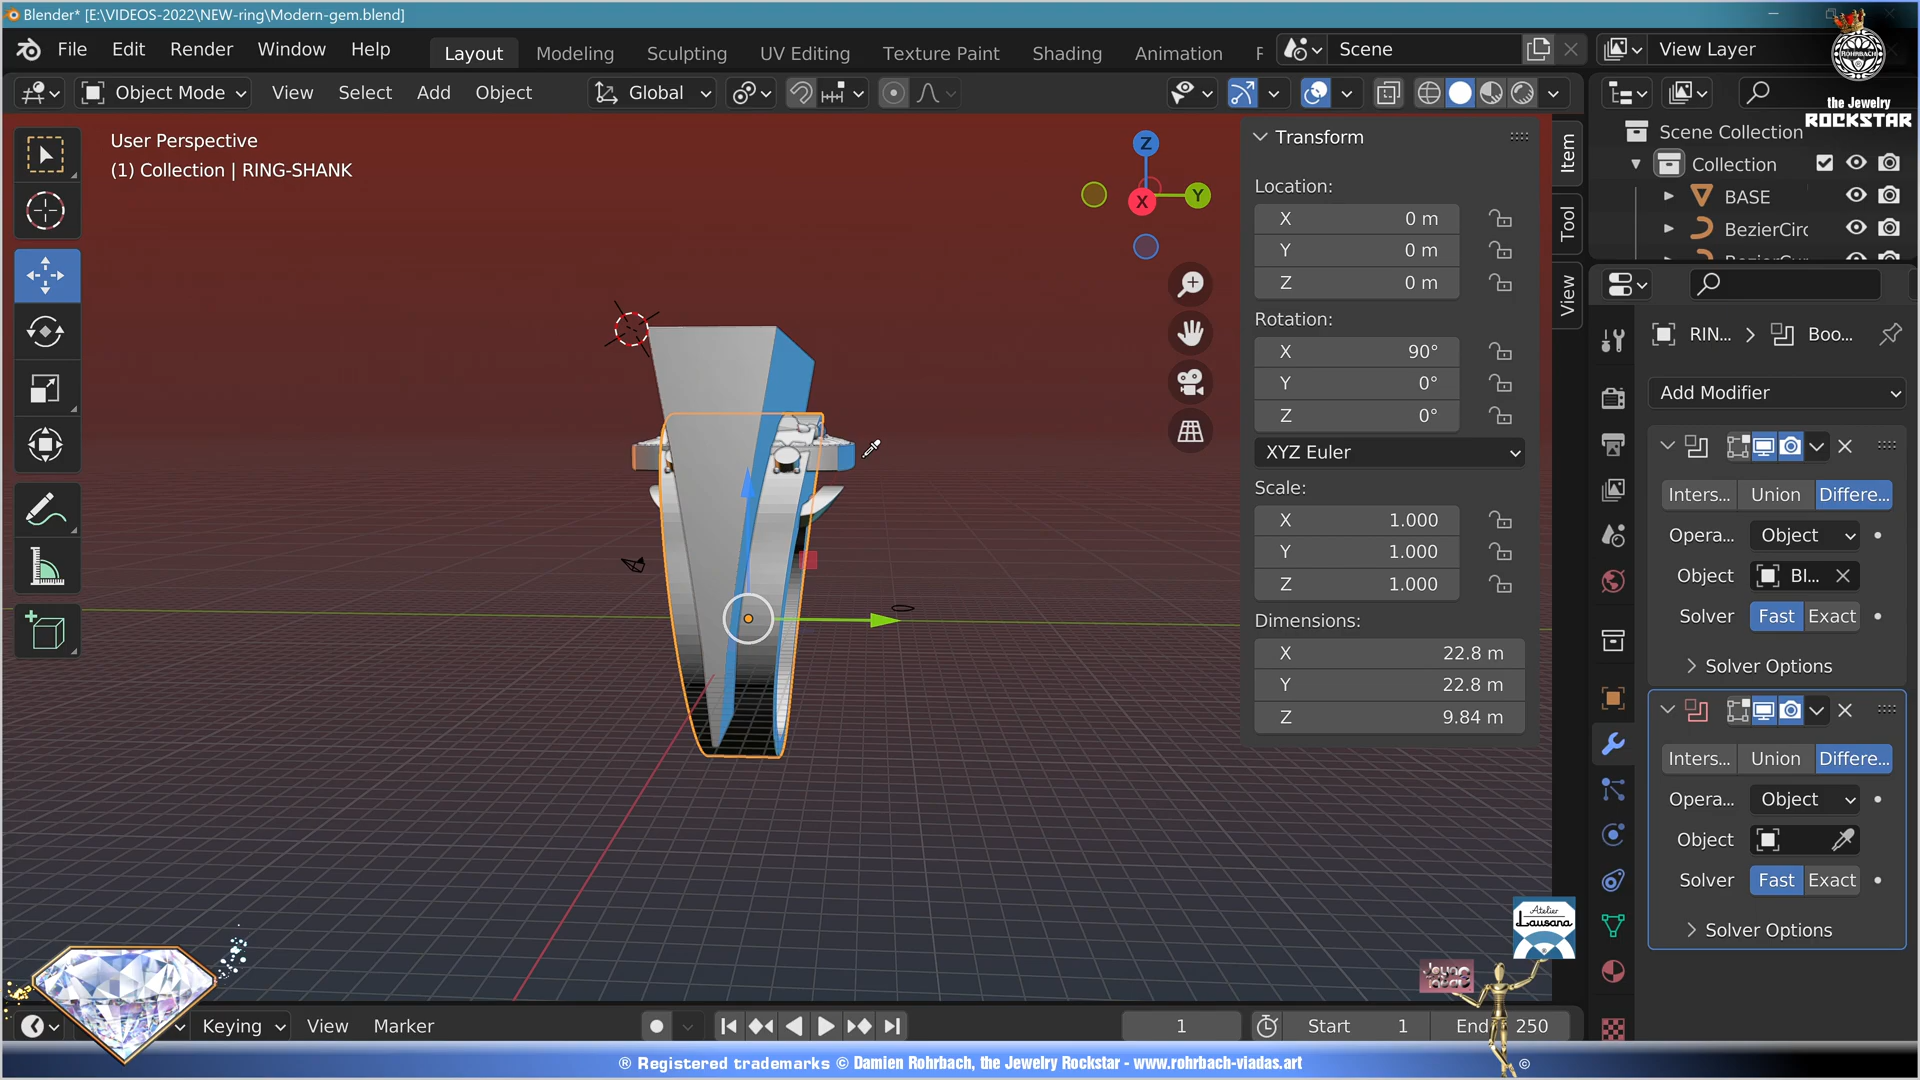 Blender* [E:\VIDEOS-2022\NEW-ring\Modern-gem.blend]
File Edit Render Window Help
Layout Modeling Sculpting UV Editing Texture Paint Shading Animation
Scene
View Layer
ROHRBACH
the Jewelry
ROCKSTAR
Object Mode View Select Add Object
Global
User Perspective
(1) Collection | RING-SHANK
Z
Y
X
Transform
Location:
X 0 m
Y 0 m
Z 0 m
Rotation:
X 90°
Y 0°
Z 0°
XYZ Euler
Scale:
X 1.000
Y 1.000
Z 1.000
Dimensions:
X 22.8 m
Y 22.8 m
Z 9.84 m
Item
Tool
View
Scene Collection
Collection
BASE
BezierCirc
RIN... Boo...
Add Modifier
Inters... Union Differe...
Opera... Object
Object Bl...
Solver Fast Exact
Solver Options
Inters... Union Differe...
Opera... Object
Object
Solver Fast Exact
Solver Options
Atelier
Lausana
Keying View Marker
1
Start 1
End 250
® Registered trademarks © Damien Rohrbach, the Jewelry Rockstar - www.rohrbach-viadas.art
©